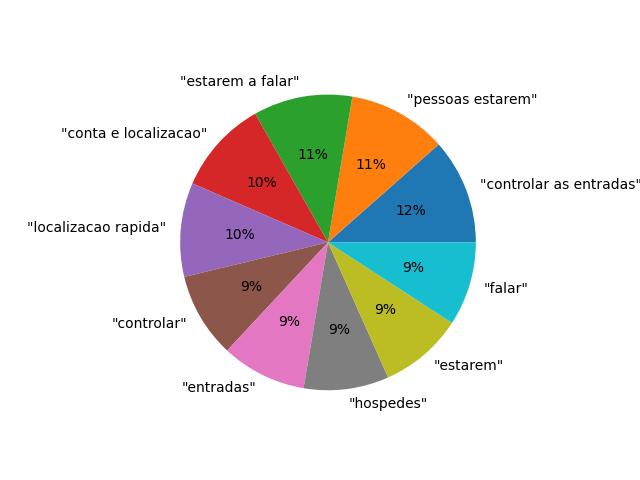 "estarem a falar"
"pessoas estarem"
"conta e localizacao"
11%
11%
10%
"controlar as entradas"
12%
"localizacao rapida"
10%
9%
9%
"falar"
"controlar"
9%
9%
9%
"estarem"
"entradas"
"hospedes"